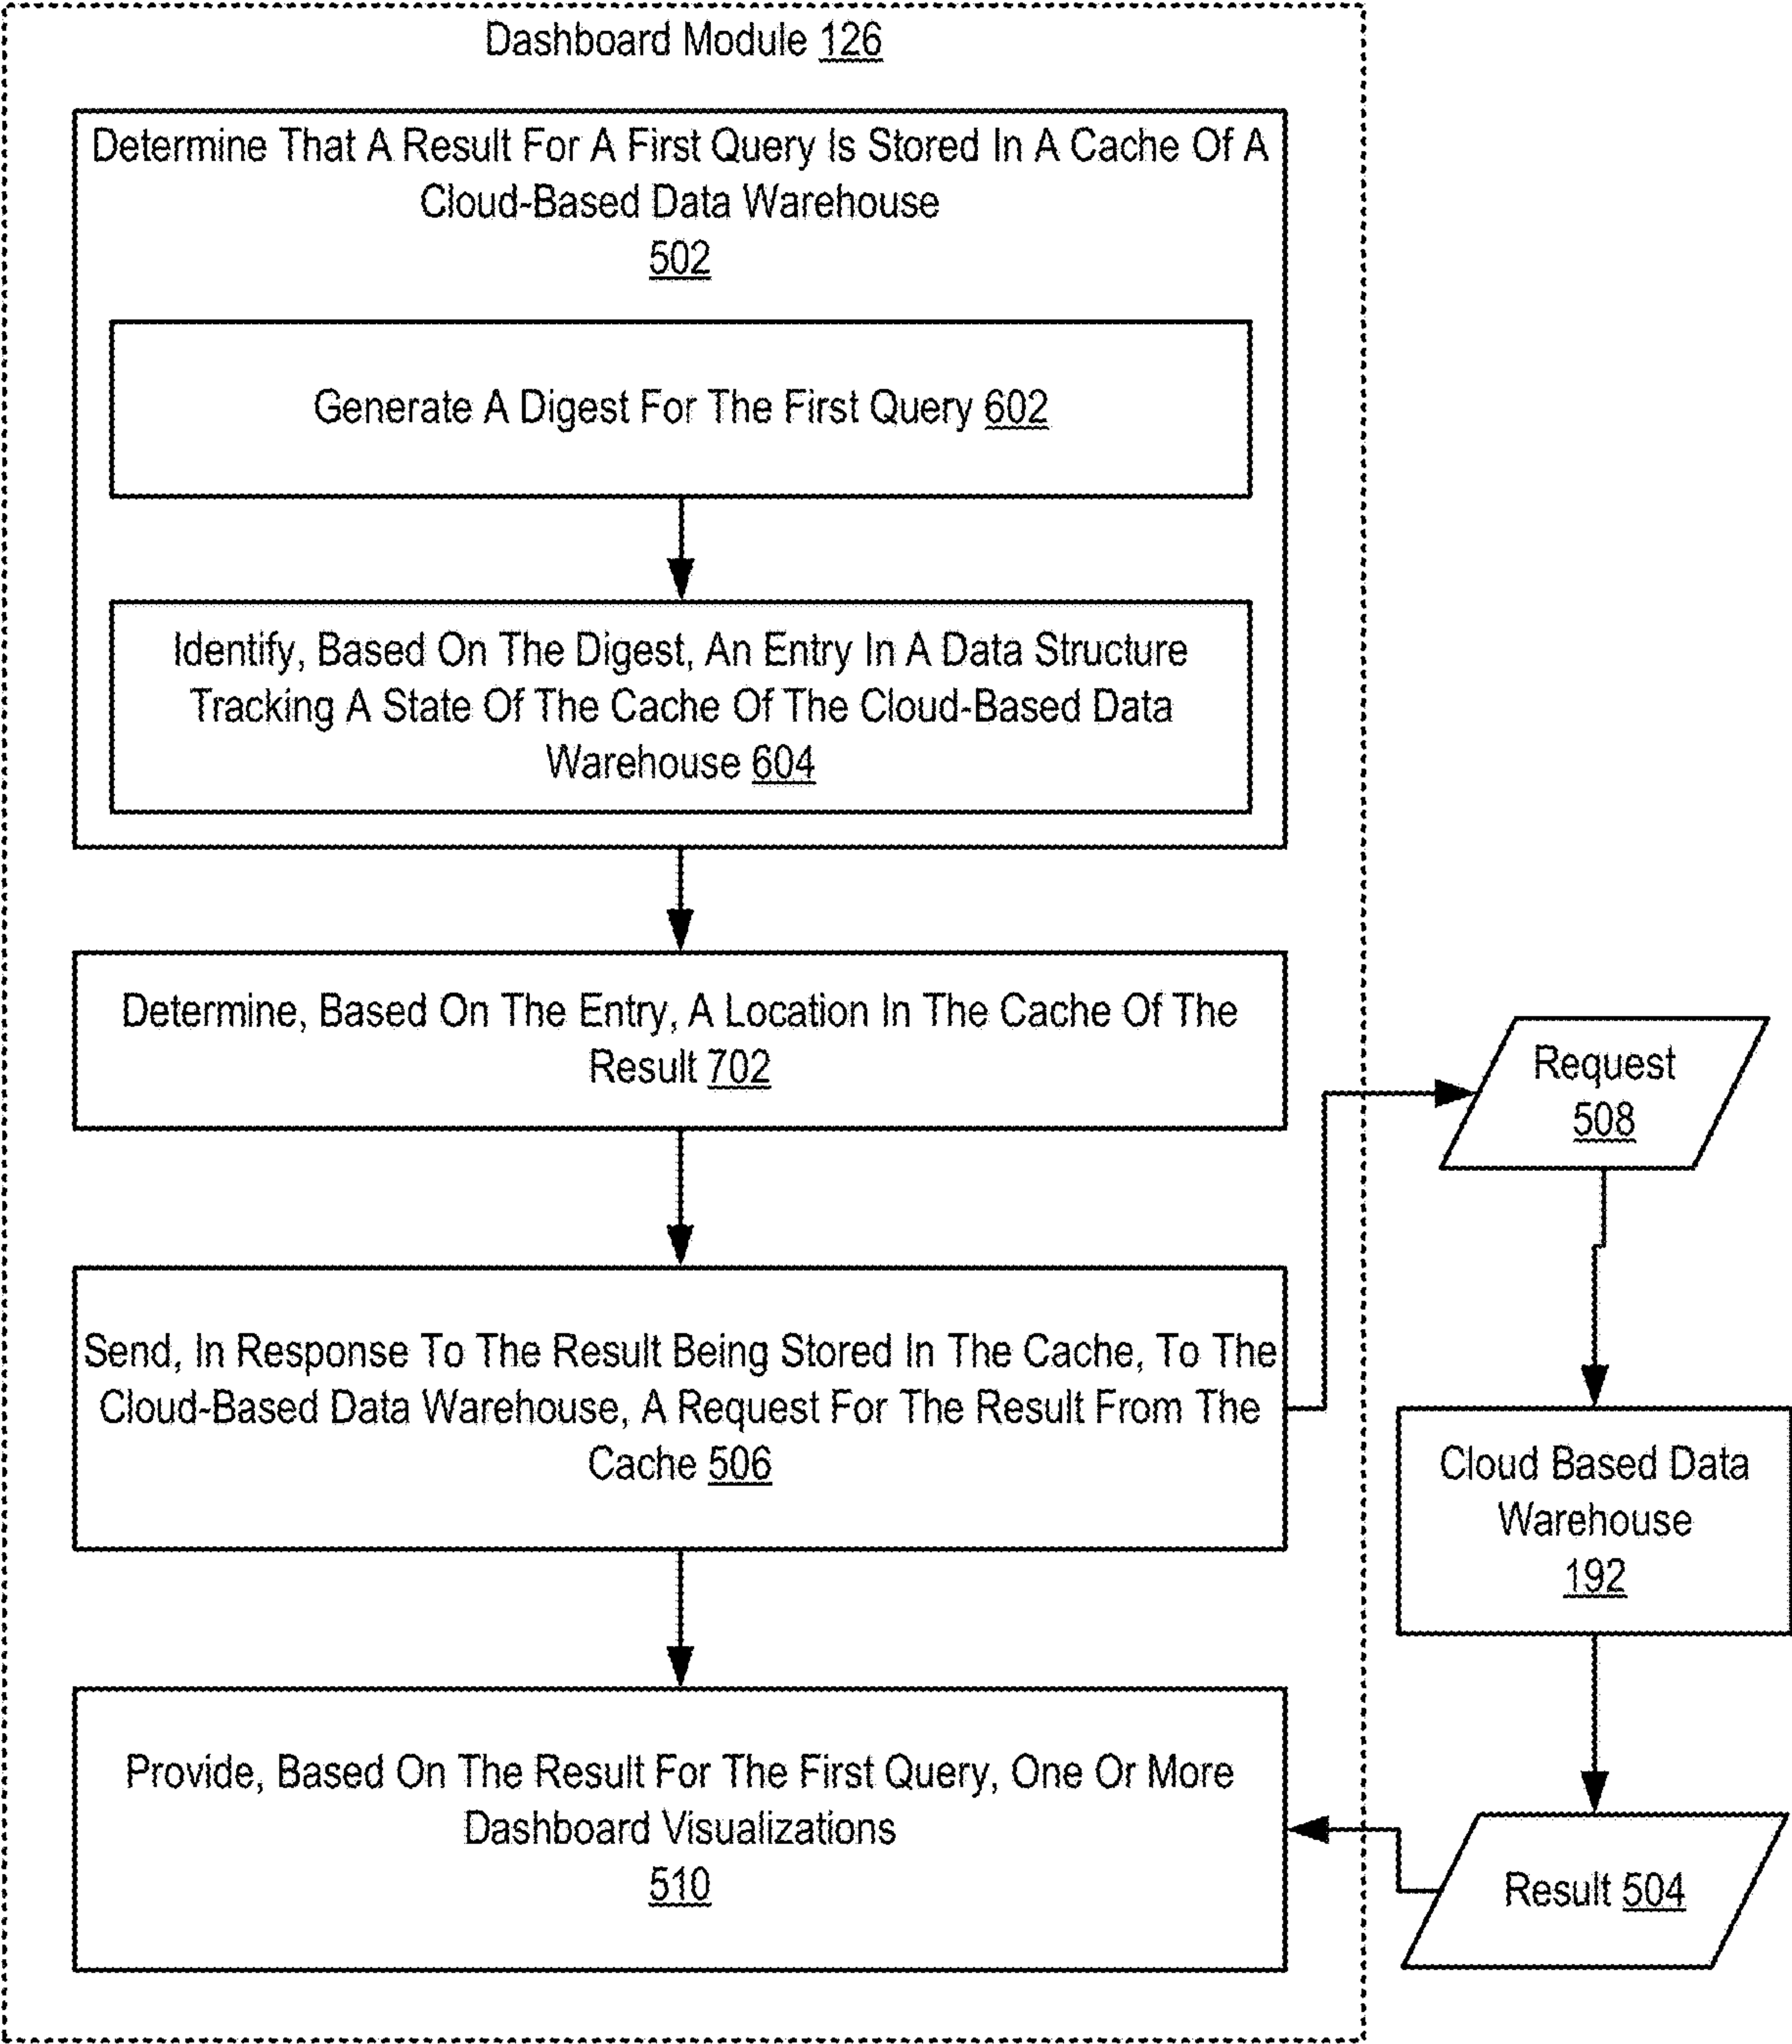 Dashboard Module 126
Determine That A Result For A First Query Is Stored In A Cache Of A
Cloud-Based Data Warehouse
502
Generate A Digest For The First Query 602
Identify, Based On The Digest, An Entry In A Data Structure
Tracking A State Of The Cache Of The Cloud-Based Data
Warehouse 604
Determine, Based On The Entry, A Location In The Cache Of The
Result 702
Send, In Response To The Result Being Stored In The Cache, To The
Cloud-Based Data Warehouse, A Request For The Result From The
Cache 506
Provide, Based On The Result For The First Query, One Or More
Dashboard Visualizations
510
Request
508
Cloud Based Data
Warehouse
192
Result 504